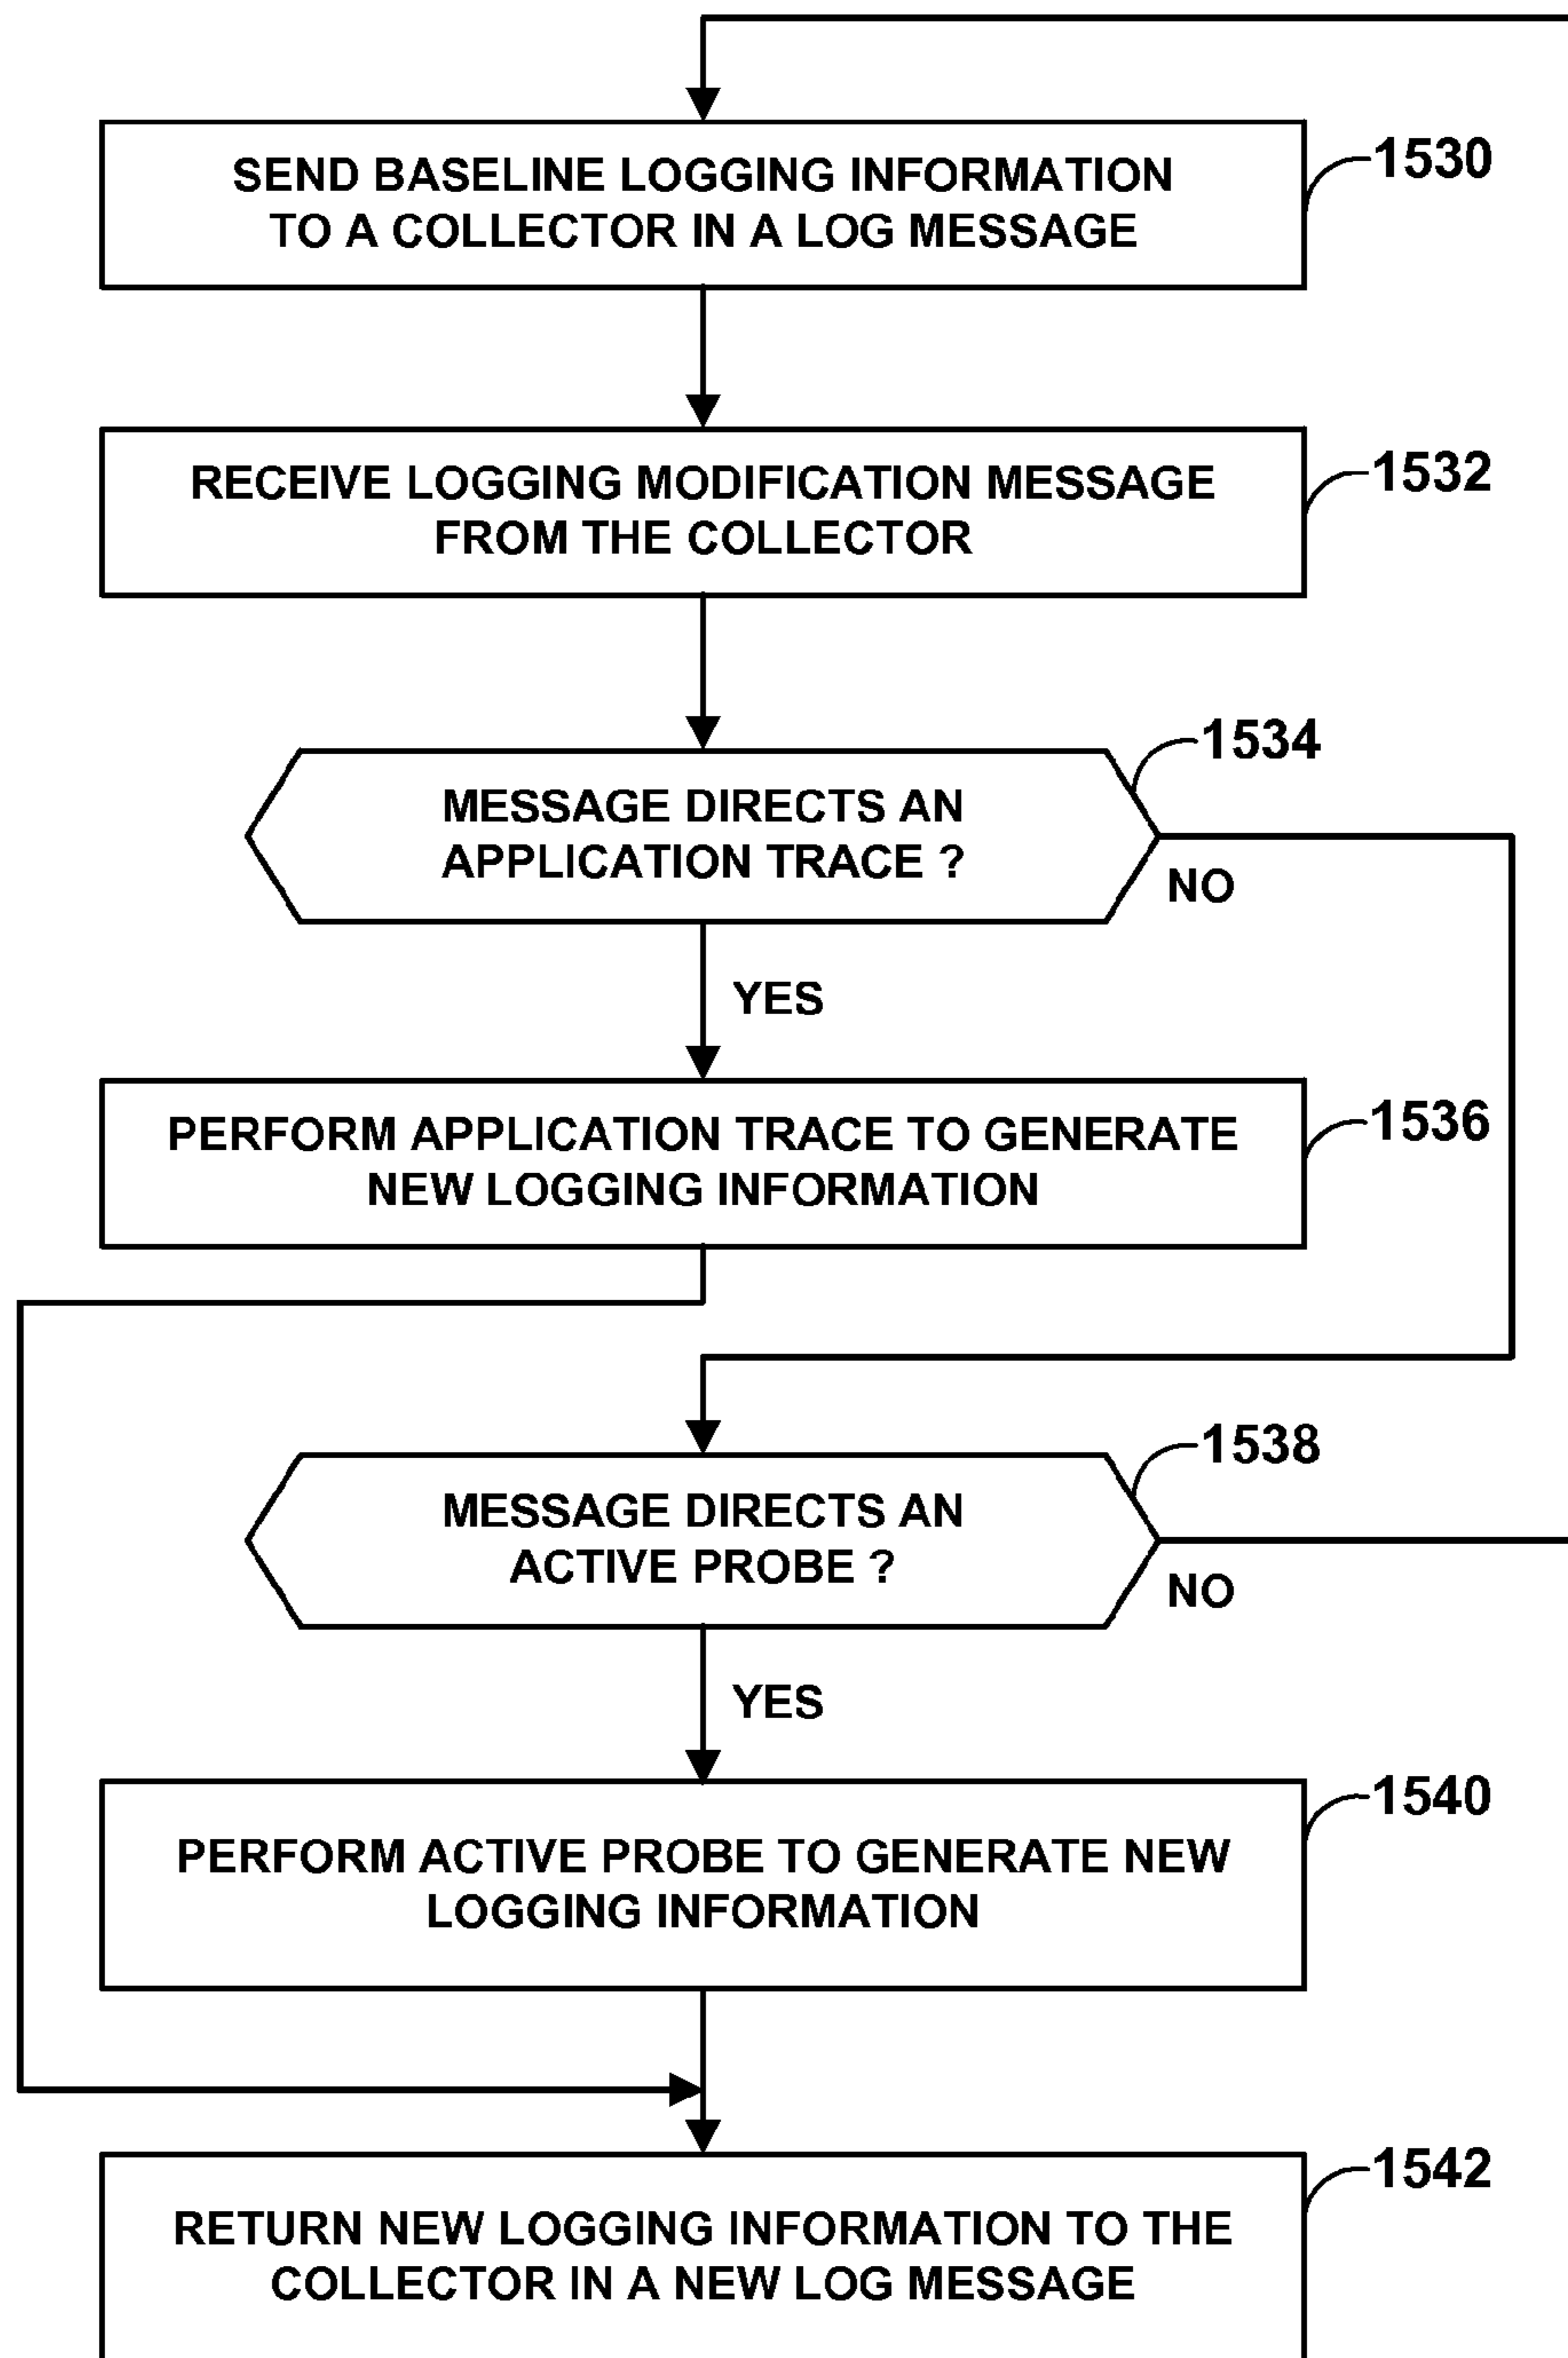 SEND BASELINE LOGGING INFORMATION
TO A COLLECTOR IN A LOG MESSAGE
1530
RECEIVE LOGGING MODIFICATION MESSAGE
FROM THE COLLECTOR
1532
1534
MESSAGE DIRECTS AN
APPLICATION TRACE ?
NO
YES
PERFORM APPLICATION TRACE TO GENERATE
NEW LOGGING INFORMATION
1536
1538
MESSAGE DIRECTS AN
ACTIVE PROBE ?
NO
YES
1540
PERFORM ACTIVE PROBE TO GENERATE NEW
LOGGING INFORMATION
1542
RETURN NEW LOGGING INFORMATION TO THE
COLLECTOR IN A NEW LOG MESSAGE